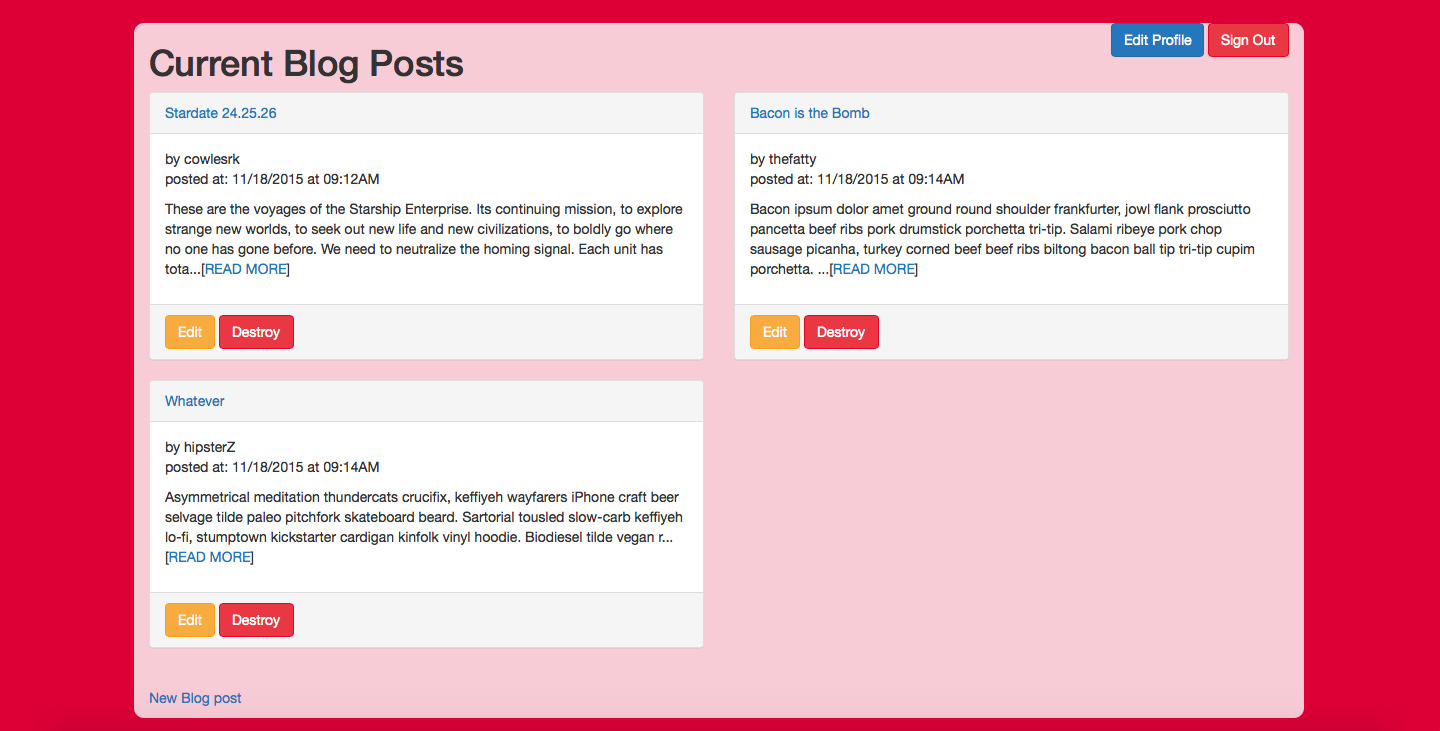 Edit Profile Sign Out
Current Blog Posts
Stardate 24.25.26
by cowlesrk
posted at: 11/18/2015 at 09:12AM
These are the voyages of the Starship Enterprise. Its continuing mission, to explore
strange new worlds, to seek out new life and new civilizations, to boldly go where
no one has gone before. We need to neutralize the homing signal. Each unit has
tota...[READ MORE]
Edit Destroy
Bacon is the Bomb
by thefatty
posted at: 11/18/2015 at 09:14AM
Bacon ipsum dolor amet ground round shoulder frankfurter, jowl flank prosciutto
pancetta beef ribs pork drumstick porchetta tri-tip. Salami ribeye pork chop
sausage picanha, turkey corned beef beef ribs biltong bacon ball tip tri-tip cupim
porchetta. ...[READ MORE]
Edit Destroy
Whatever
by hipsterZ
posted at: 11/18/2015 at 09:14AM
Asymmetrical meditation thundercats crucifix, keffiyeh wayfarers iPhone craft beer
selvage tilde paleo pitchfork skateboard beard. Sartorial tousled slow-carb keffiyeh
lo-fi, stumptown kickstarter cardigan kinfolk vinyl hoodie. Biodiesel tilde vegan r...
[READ MORE]
Edit Destroy
New Blog post